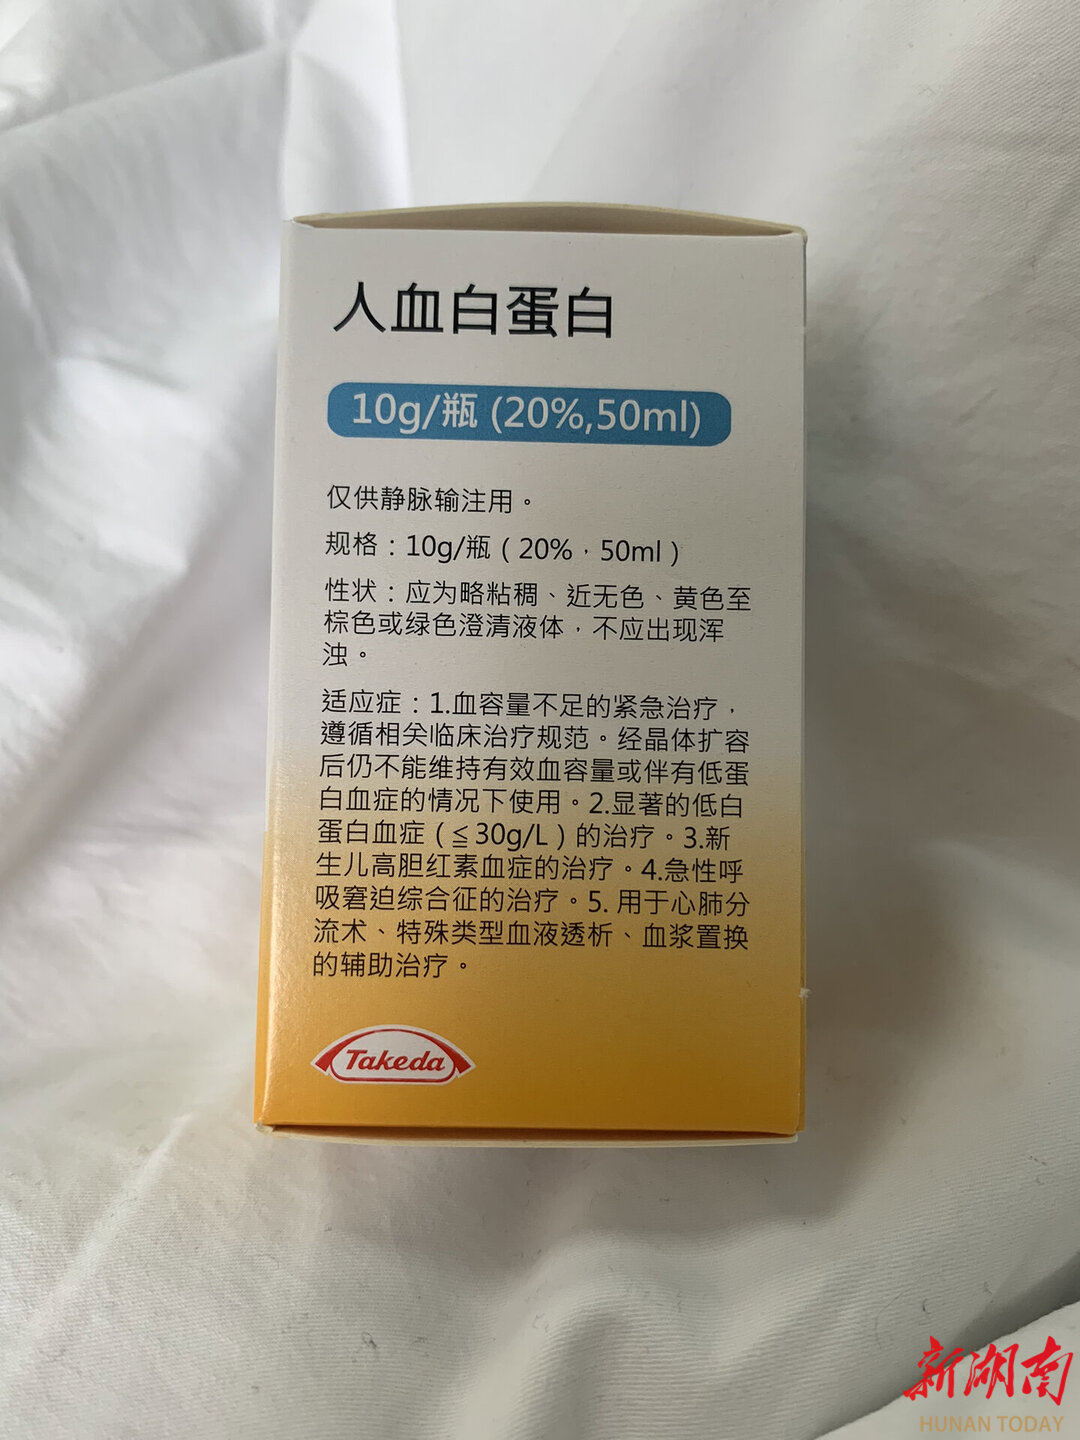 人血白蛋白
10g/瓶 (20%,50ml)
仅供静脉输注用。
规格：10g/瓶（20%，50ml）
性状：应为略粘稠、近无色、黄色至
棕色或绿色澄清液体，不应出现浑
浊。
适应症：1.血容量不足的紧急治疗，
遵循相关临床治疗规范。经晶体扩容
后仍不能维持有效血容量或伴有低蛋
白血症的情况下使用。2.显著的低白
蛋白血症（≦30g/L）的治疗。3.新
生儿高胆红素血症的治疗。4.急性呼
吸窘迫综合征的治疗。5. 用于心肺分
流术、特殊类型血液透析、血浆置换
的辅助治疗。
Takeda
新湖南
HUNAN TODAY